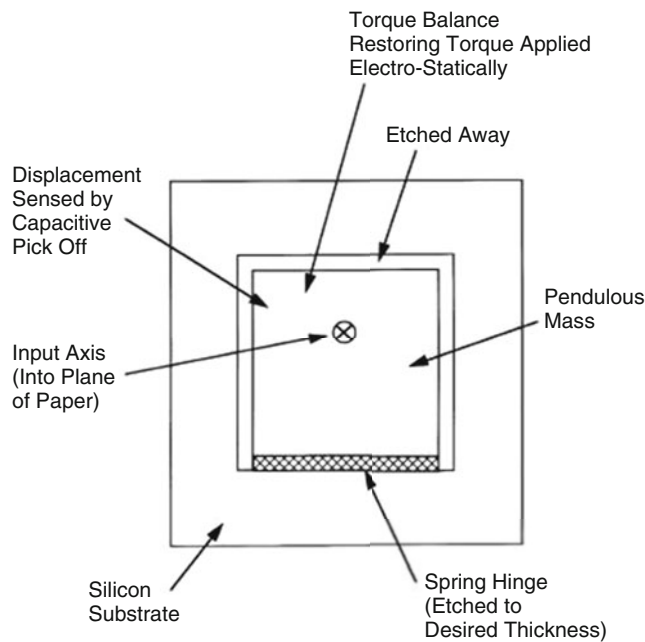 Torque Balance
Restoring Torque Applied
Electro-Statically
Etched Away
Displacement
Sensed by
Capacitive
Pick Off
Pendulous
Mass
Input Axis
(Into Plane
of Paper)
Silicon
Substrate
Spring Hinge
(Etched to
Desired Thickness)